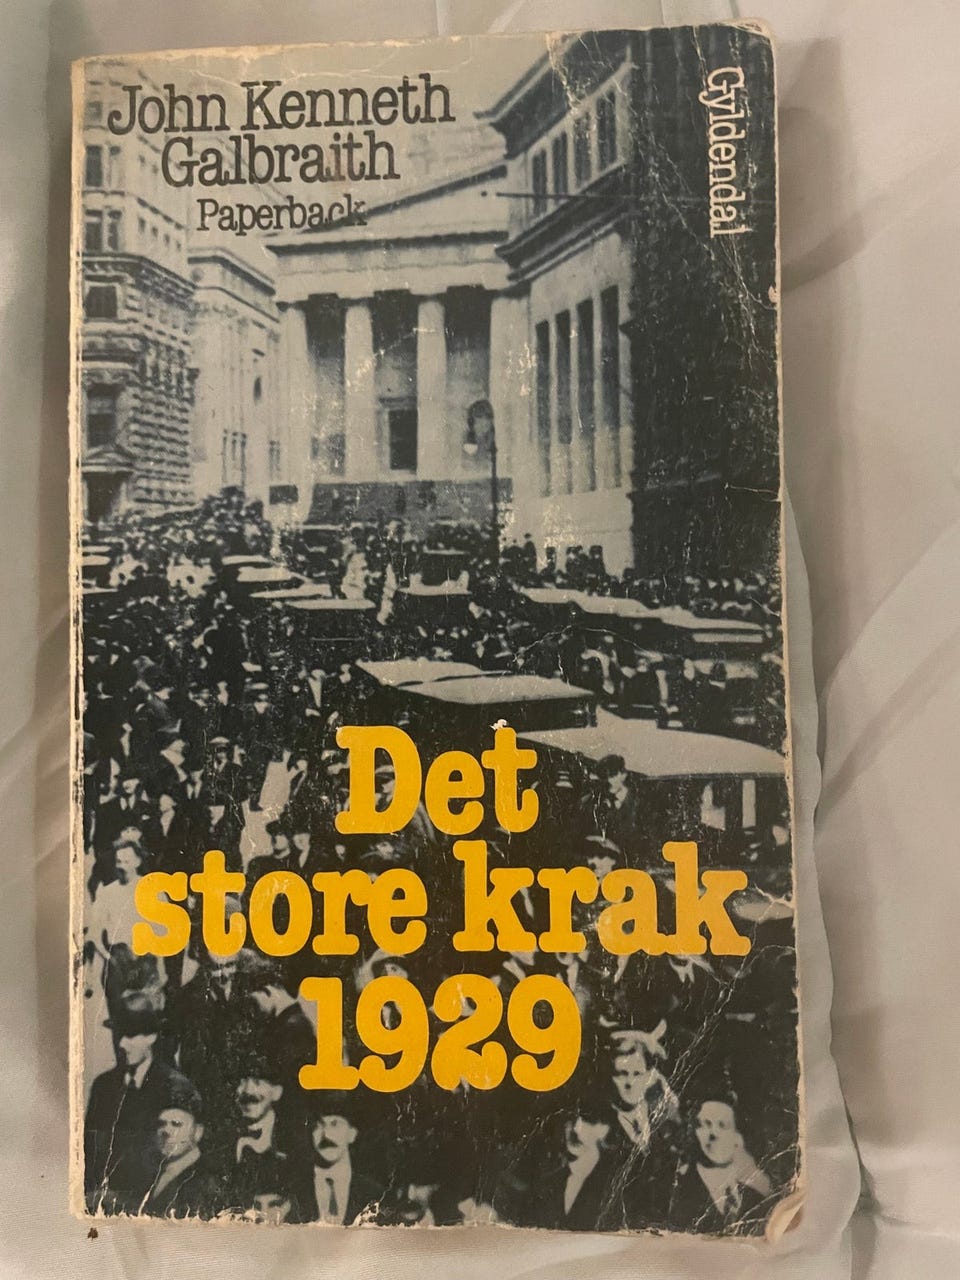 John Kenneth
Galbraith
Paperback
Gyldendal
Det
store krak
1929